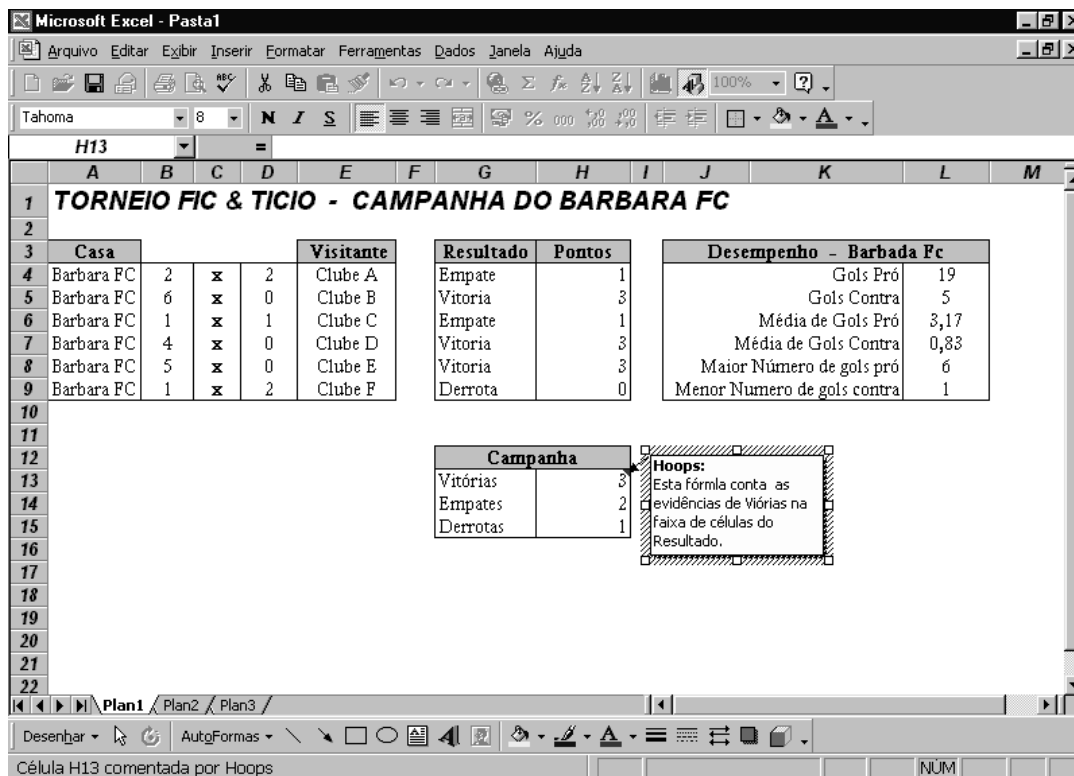 Microsoft Excel - Pasta1
Arquivo Editar Exibir Inserir Formatar Ferramentas Dados Janela Ajuda
100%
Tahoma 8 N I S % 000
H13 =
A B C D E F G H I J K L M
1 TORNEIO FIC & TICIO - CAMPANHA DO BARBARA FC
2
3 Casa Visitante Resultado Pontos Desempenho - Barbada Fc
4 Barbara FC 2 x 2 Clube A Empate 1 Gols Pró 19
5 Barbara FC 6 x 0 Clube B Vitoria 3 Gols Contra 5
6 Barbara FC 1 x 1 Clube C Empate 1 Média de Gols Pró 3,17
7 Barbara FC 4 x 0 Clube D Vitoria 3 Média de Gols Contra 0,83
8 Barbara FC 5 x 0 Clube E Vitoria 3 Maior Número de gols pró 6
9 Barbara FC 1 x 2 Clube F Derrota 0 Menor Numero de gols contra 1
10
11
12 Campanha
13 Vitórias 3
14 Empates 2
15 Derrotas 1
Hoops:
Esta fórmla conta as
evidências de Viórias na
faixa de células do
Resultado.
16
17
18
19
20
21
22
Plan1 Plan2 Plan3
Desenhar AutoFormas
Célula H13 comentada por Hoops NÚM